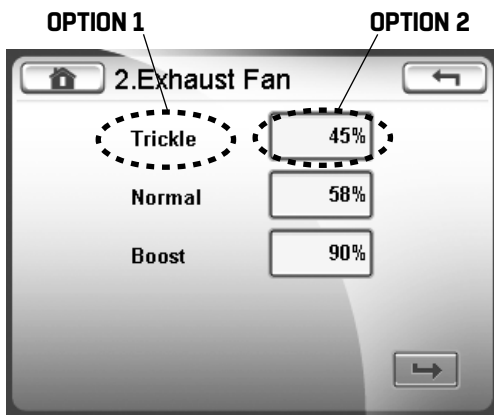 OPTION 1 OPTION 2
2.Exhaust Fan
Trickle 45%
Normal 58%
Boost 90%